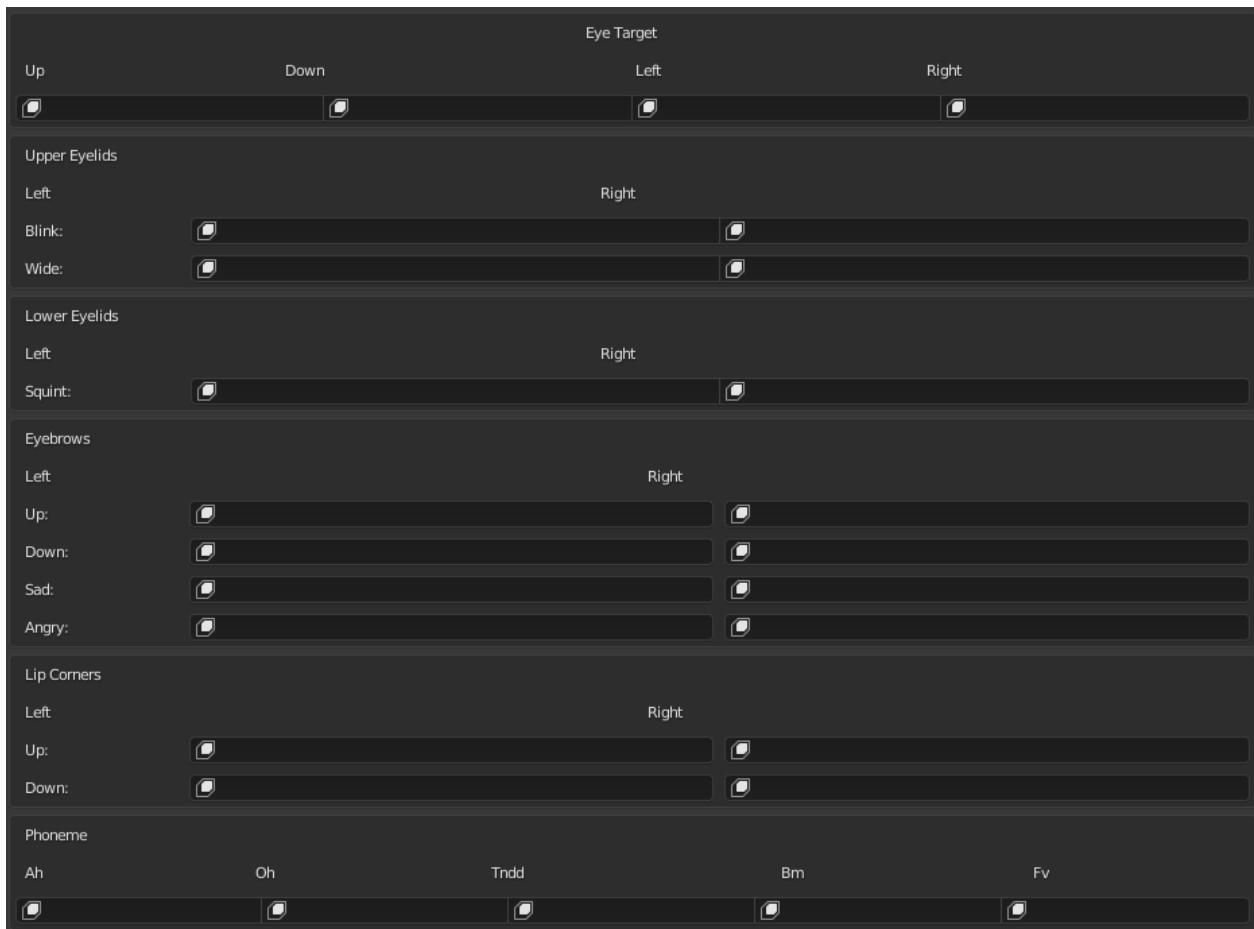 Eye Target
Up Down Left Right
Upper Eyelids
Left Right
Blink:
Wide:
Lower Eyelids
Left Right
Squint:
Eyebrows
Left Right
Up:
Down:
Sad:
Angry:
Lip Corners
Left Right
Up:
Down:
Phoneme
Ah Oh Tndd Bm Fv